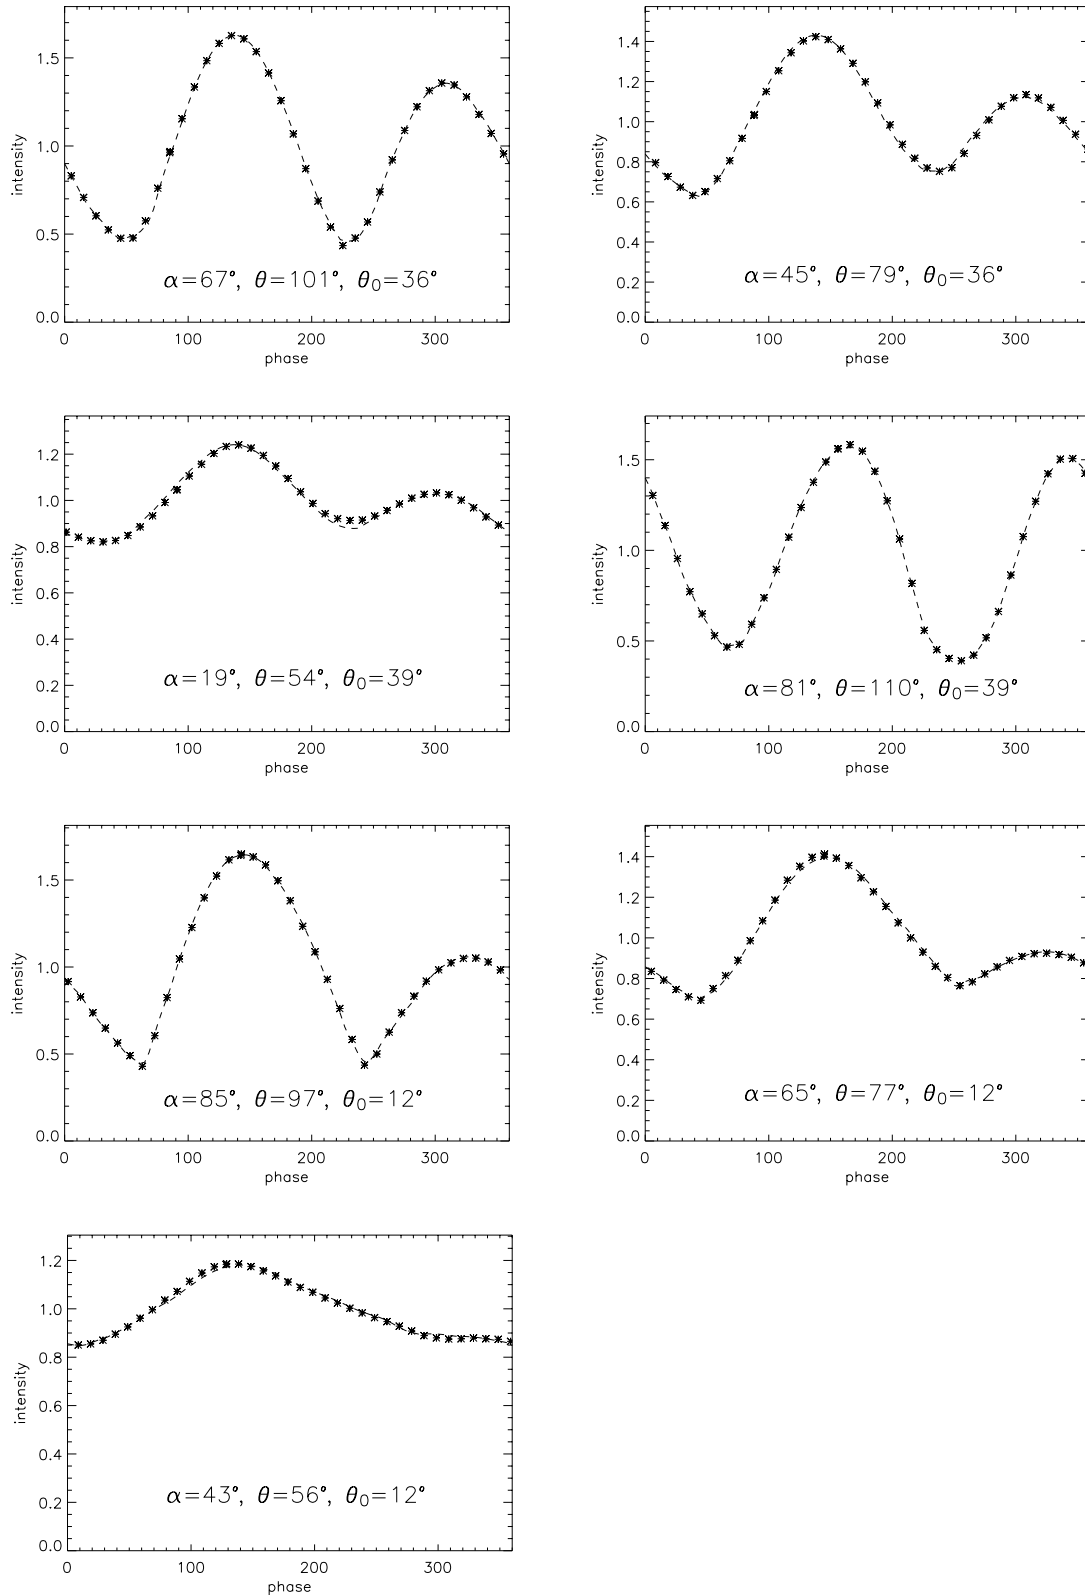 1.5
1.0
0.5
0.0
intensity
α=67°, θ=101°, θ₀=36°
0 100 200 300
phase
1.4
1.2
1.0
0.8
0.6
0.4
0.2
0.0
intensity
α=45°, θ=79°, θ₀=36°
0 100 200 300
phase
1.2
1.0
0.8
0.6
0.4
0.2
0.0
intensity
α=19°, θ=54°, θ₀=39°
0 100 200 300
phase
1.5
1.0
0.5
0.0
intensity
α=81°, θ=110°, θ₀=39°
0 100 200 300
phase
1.5
1.0
0.5
0.0
intensity
α=85°, θ=97°, θ₀=12°
0 100 200 300
phase
1.4
1.2
1.0
0.8
0.6
0.4
0.2
0.0
intensity
α=65°, θ=77°, θ₀=12°
0 100 200 300
phase
1.2
1.0
0.8
0.6
0.4
0.2
0.0
intensity
α=43°, θ=56°, θ₀=12°
0 100 200 300
phase